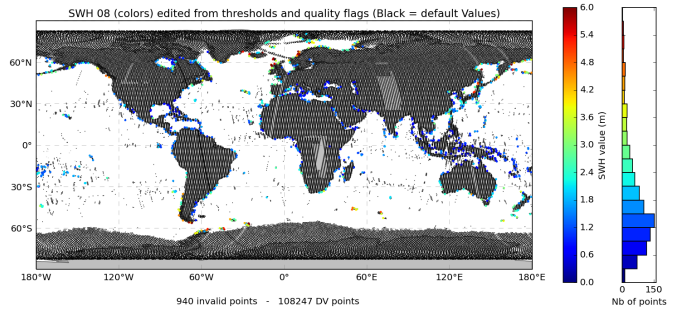 SWH 08 (colors) edited from thresholds and quality flags (Black = default Values)
60°N
30°N
0°
30°S
60°S
180°W 120°W 60°W 0° 60°E 120°E 180°E
940 invalid points - 108247 DV points
6.0
5.4
4.8
4.2
3.6
3.0
2.4
1.8
1.2
0.6
0.0
SWH value (m)
0 150
Nb of points